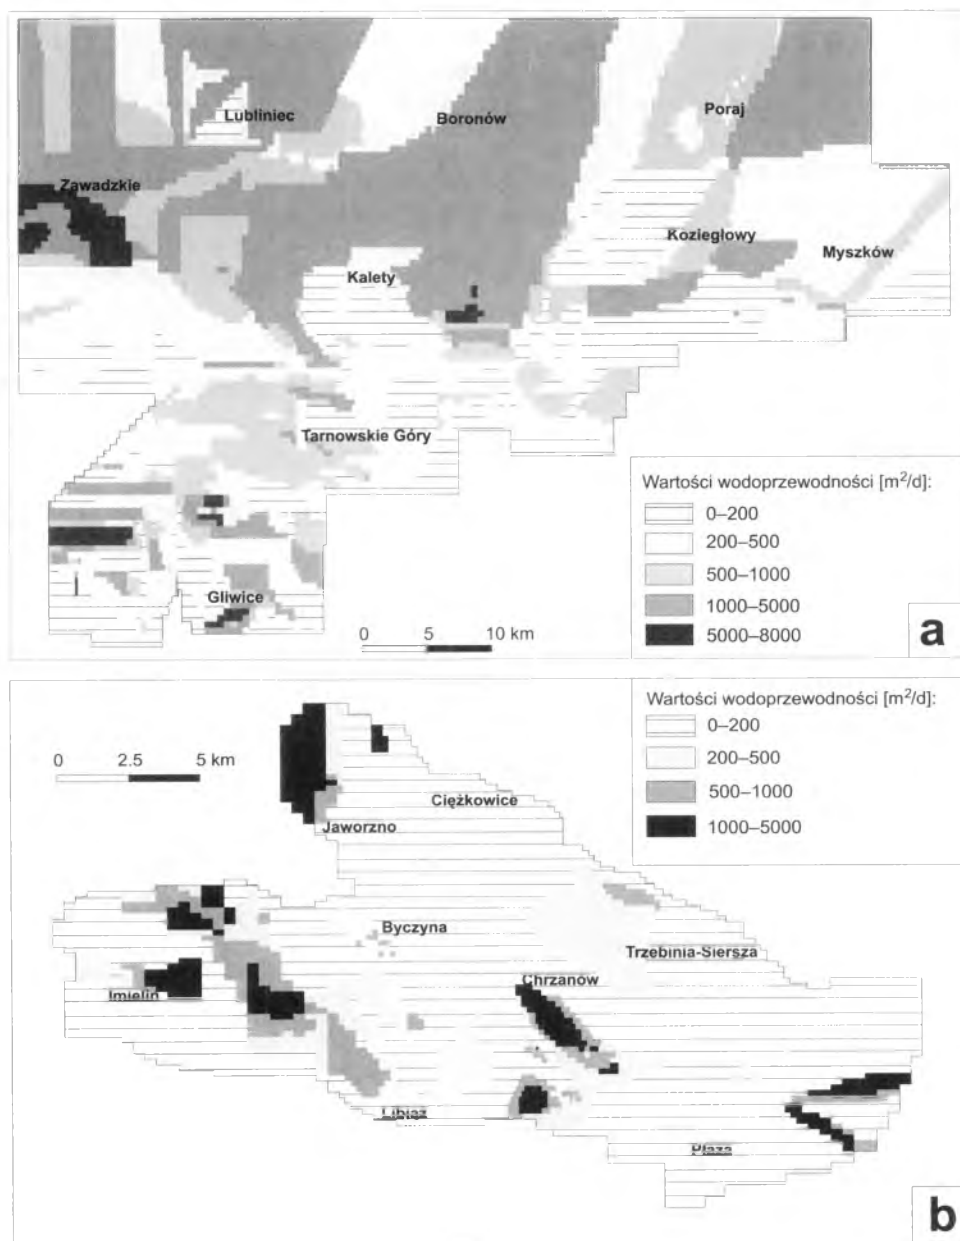 Lubliniec
Boronów
Poraj
Zawadzkie
Koziegłowy
Myszków
Kalety
Tarnowskie Góry
Gliwice
0 5 10 km
Wartości wodoprzewodności [m²/d]:
0–200
200–500
500–1000
1000–5000
5000–8000
a
0 2.5 5 km
Wartości wodoprzewodności [m²/d]:
0–200
200–500
500–1000
1000–5000
Ciężkowice
Jaworzno
Byczyna
Trzebinia-Siersza
Chrzanów
Imielin
Libiąż
Płaza
b